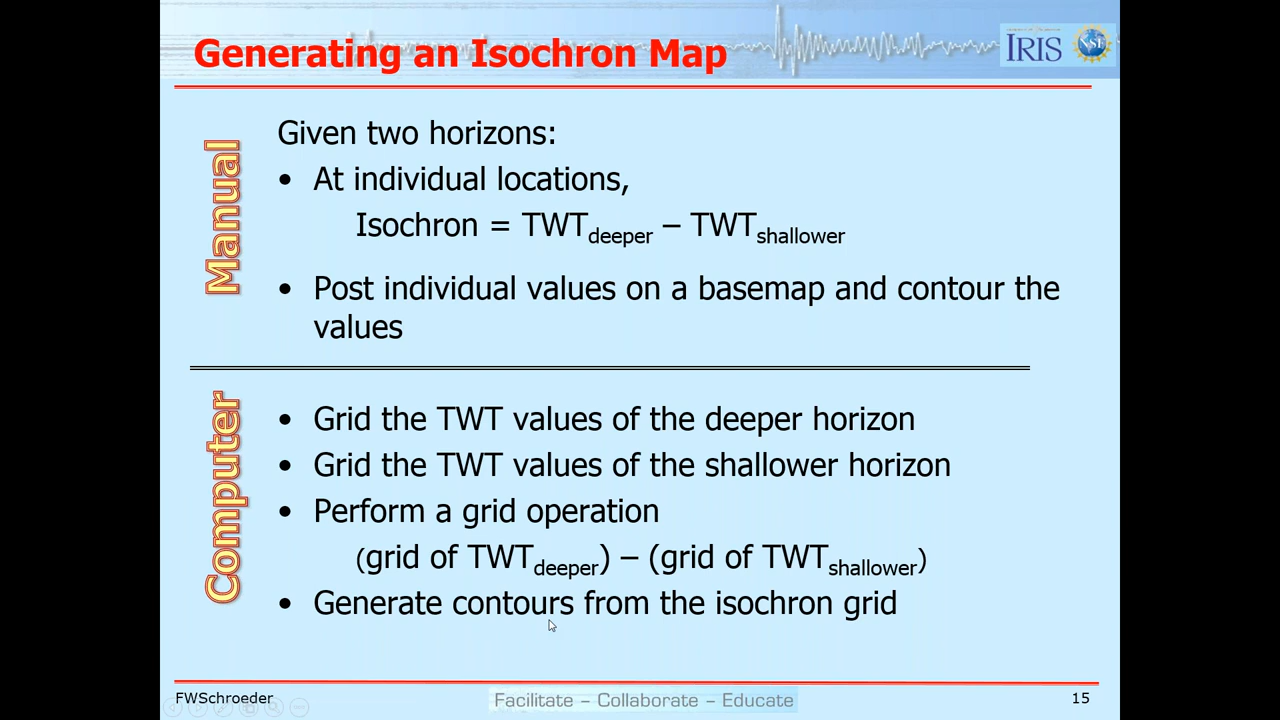 Generating an Isochron Map
IRIS
NSF
Manual
Given two horizons:
• At individual locations,
Isochron = TWTdeeper – TWTshallower
• Post individual values on a basemap and contour the
values
Computer
• Grid the TWT values of the deeper horizon
• Grid the TWT values of the shallower horizon
• Perform a grid operation
(grid of TWTdeeper) – (grid of TWTshallower)
• Generate contours from the isochron grid
FWSchroeder
Facilitate – Collaborate – Educate
15